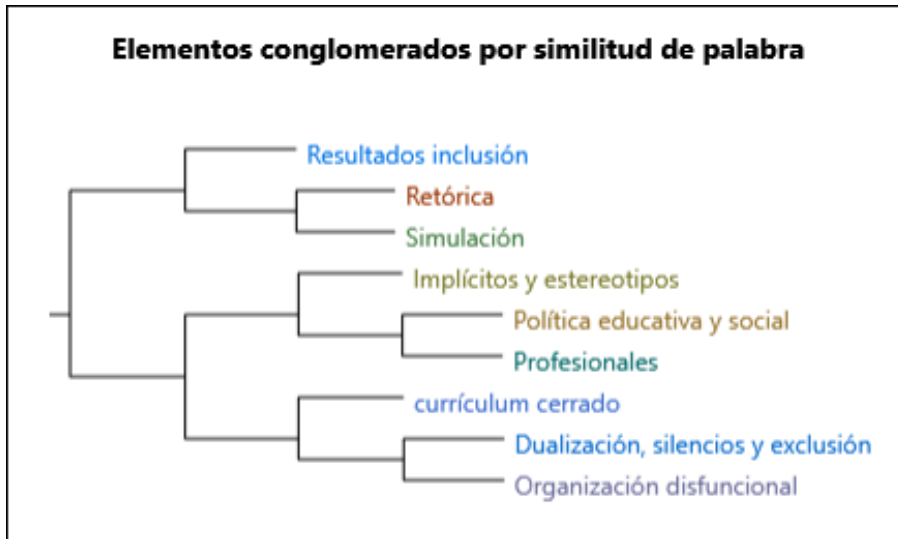 Elementos conglomerados por similitud de palabra
Resultados inclusión
Retórica
Simulación
Implícitos y estereotipos
Política educativa y social
Profesionales
currículum cerrado
Dualización, silencios y exclusión
Organización disfuncional